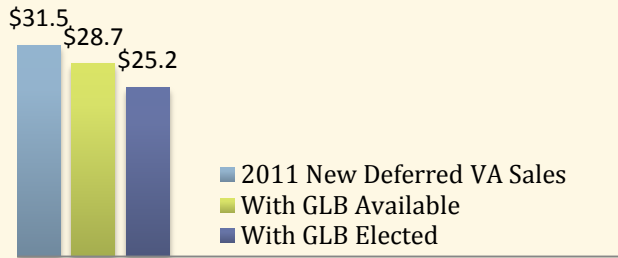 $31.5
$28.7
$25.2
2011 New Deferred VA Sales
With GLB Available
With GLB Elected